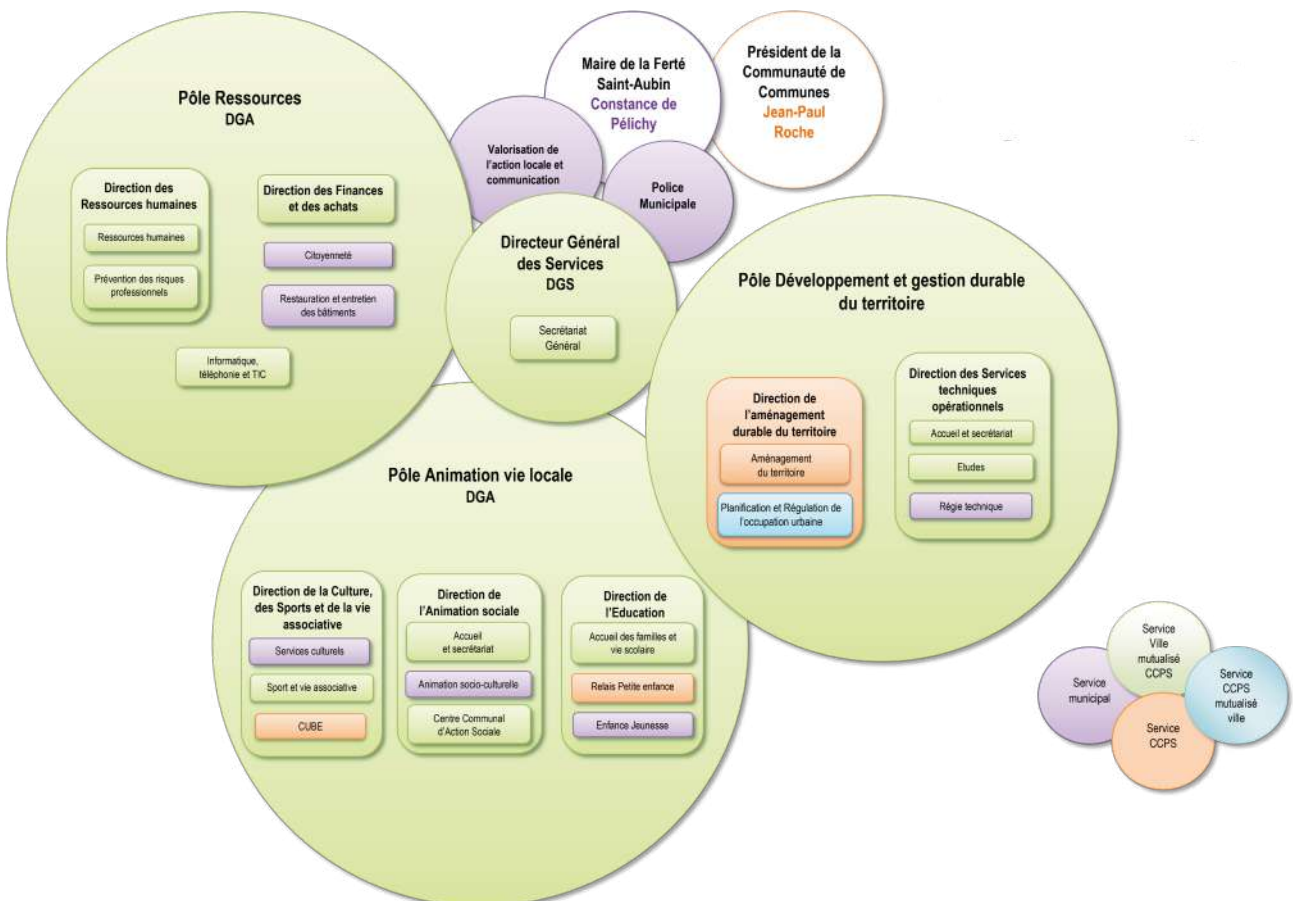 Maire de la Ferté
Saint-Aubin
Constance de
Pélichy
Président de la
Communauté de
Communes
Jean-Paul
Roche
Valorisation de
l'action locale et
communication
Police
Municipale
Pôle Ressources
DGA
Direction des
Ressources humaines
Ressources humaines
Prévention des risques
professionnels
Direction des Finances
et des achats
Citoyenneté
Restauration et entretien
des bâtiments
Informatique,
téléphonie et TIC
Directeur Général
des Services
DGS
Secrétariat
Général
Pôle Développement et gestion durable
du territoire
Direction de
l'aménagement
durable du territoire
Aménagement
du territoire
Planification et Régulation de
l'occupation urbaine
Direction des Services
techniques
opérationnels
Accueil et secrétariat
Etudes
Régie technique
Pôle Animation vie locale
DGA
Direction de la Culture,
des Sports et de la vie
associative
Services culturels
Sport et vie associative
CUBE
Direction de
l'Animation sociale
Accueil
et secrétariat
Animation socio-culturelle
Centre Communal
d'Action Sociale
Direction de
l'Education
Accueil des familles et
vie scolaire
Relais Petite enfance
Enfance Jeunesse
Service
Ville
mutualisé
CCPS
Service
municipal
Service
CCPS
mutualisé
ville
Service
CCPS